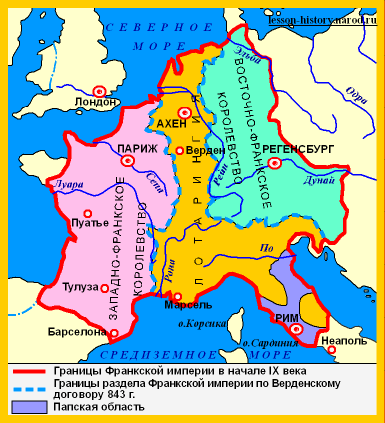 lesson-history.narod.ru
СЕВЕРНОЕ
МОРЕ
Эльба
Одра
Лондон
АХЕН
ВОСТОЧНО-ФРАНКСКОЕ
КОРОЛЕВСТВО
ПАРИЖ
Верден
РЕГЕНСБУРГ
Луара
Сена
Рейн
Дунай
Пуатье
ЗАПАДНО-ФРАНКСКОЕ
КОРОЛЕВСТВО
ЛОТАРИНГИЯ
По
Рона
Тулуза
Марсель
о.Корсика
РИМ
Барселона
о.Сардиния
Неаполь
СРЕДИЗЕМНОЕ МОРЕ
Границы Франкской империи в начале IX века
Границы раздела Франкской империи по Верденскому
договору 843 г.
Папская область